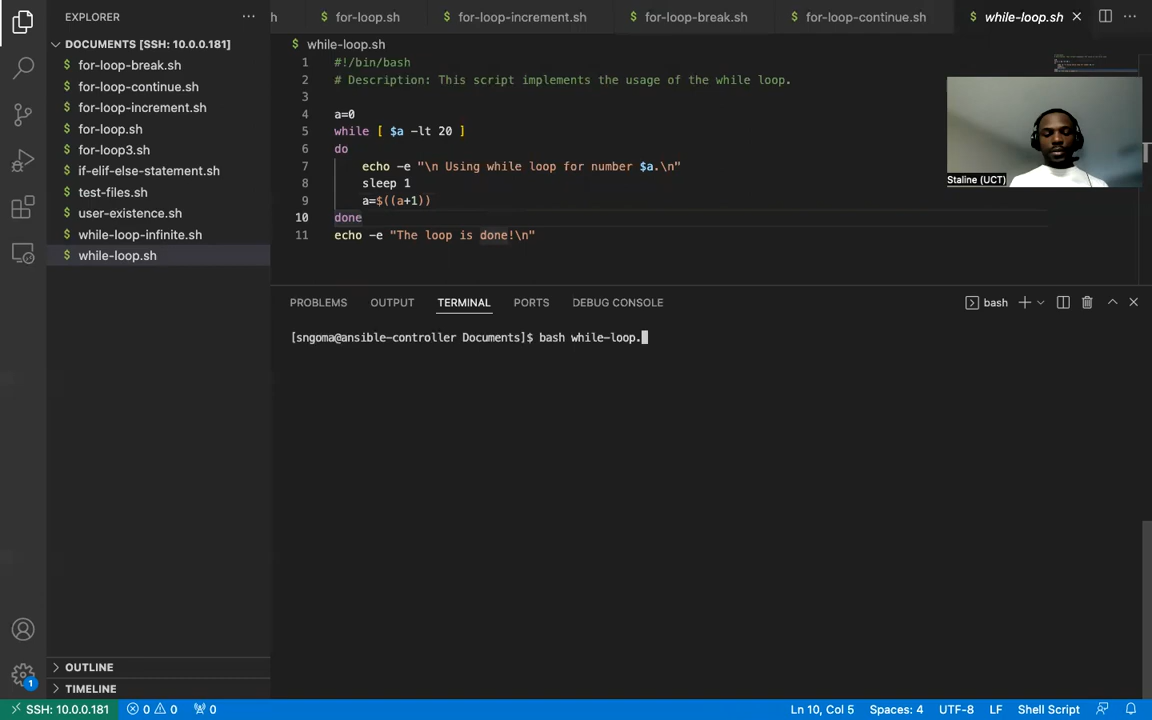 EXPLORER
h
for-loop.sh
for-loop-increment.sh
for-loop-break.sh
for-loop-continue.sh
while-loop.sh
DOCUMENTS [SSH: 10.0.0.181]
for-loop-break.sh
for-loop-continue.sh
for-loop-increment.sh
for-loop.sh
for-loop3.sh
if-elif-else-statement.sh
test-files.sh
user-existence.sh
while-loop-infinite.sh
while-loop.sh
while-loop.sh
1 #!/bin/bash
2 # Description: This script implements the usage of the while loop.
3
4 a=0
5 while [ $a -lt 20 ]
6 do
7 echo -e "\n Using while loop for number $a.\n"
8 sleep 1
9 a=$((a+1))
10 done
11 echo -e "The loop is done!\n"
Staline (UCT)
PROBLEMS OUTPUT TERMINAL PORTS DEBUG CONSOLE
bash
[sngoma@ansible-controller Documents]$ bash while-loop.
OUTLINE
TIMELINE
1
SSH: 10.0.0.181 0 0 0
Ln 10, Col 5 Spaces: 4 UTF-8 LF Shell Script